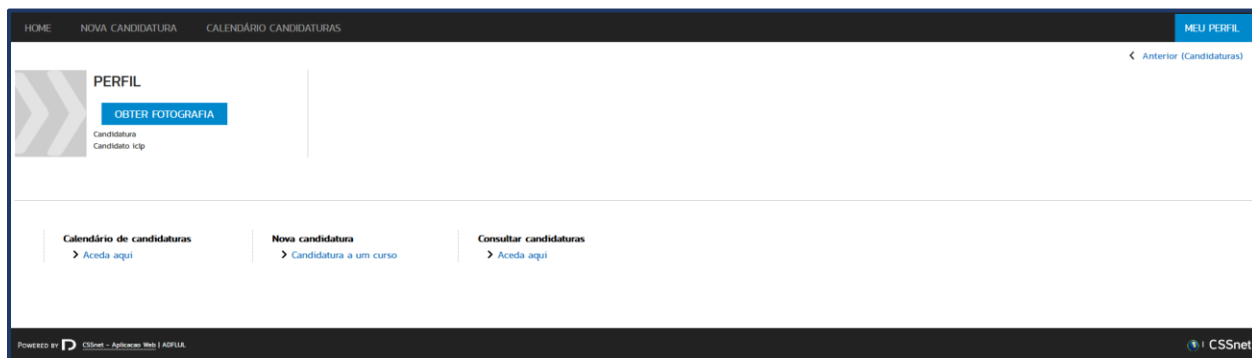 HOME NOVA CANDIDATURA CALENDÁRIO CANDIDATURAS MEU PERFIL
Anterior (Candidaturas)
PERFIL
OBTER FOTOGRAFIA
Candidatura
Candidato iclp
Calendário de candidaturas
Aceda aqui
Nova candidatura
Candidatura a um curso
Consultar candidaturas
Aceda aqui
POWERED BY CSSnet - Aplicacao Web | ADFLUL CSSnet